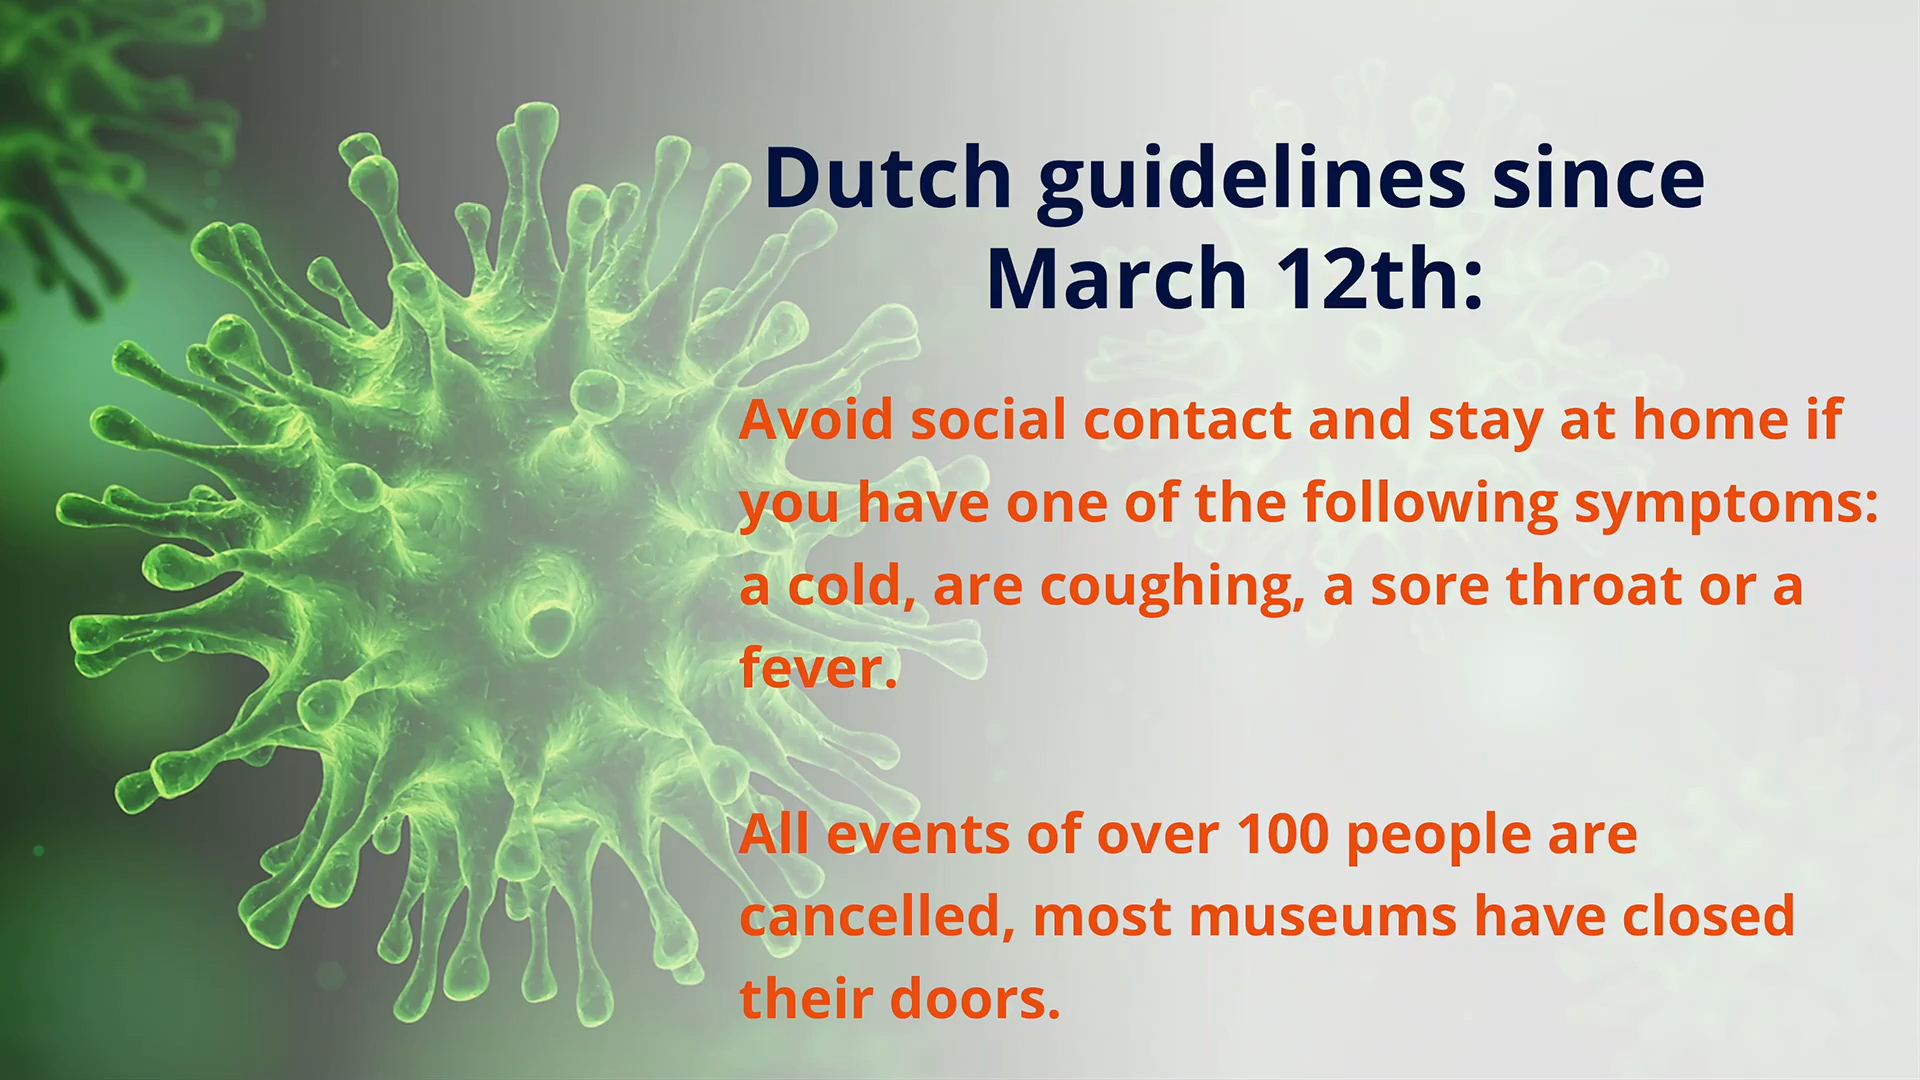 Dutch guidelines since
March 12th:
Avoid social contact and stay at home if
you have one of the following symptoms:
a cold, are coughing, a sore throat or a
fever.
All events of over 100 people are
cancelled, most museums have closed
their doors.